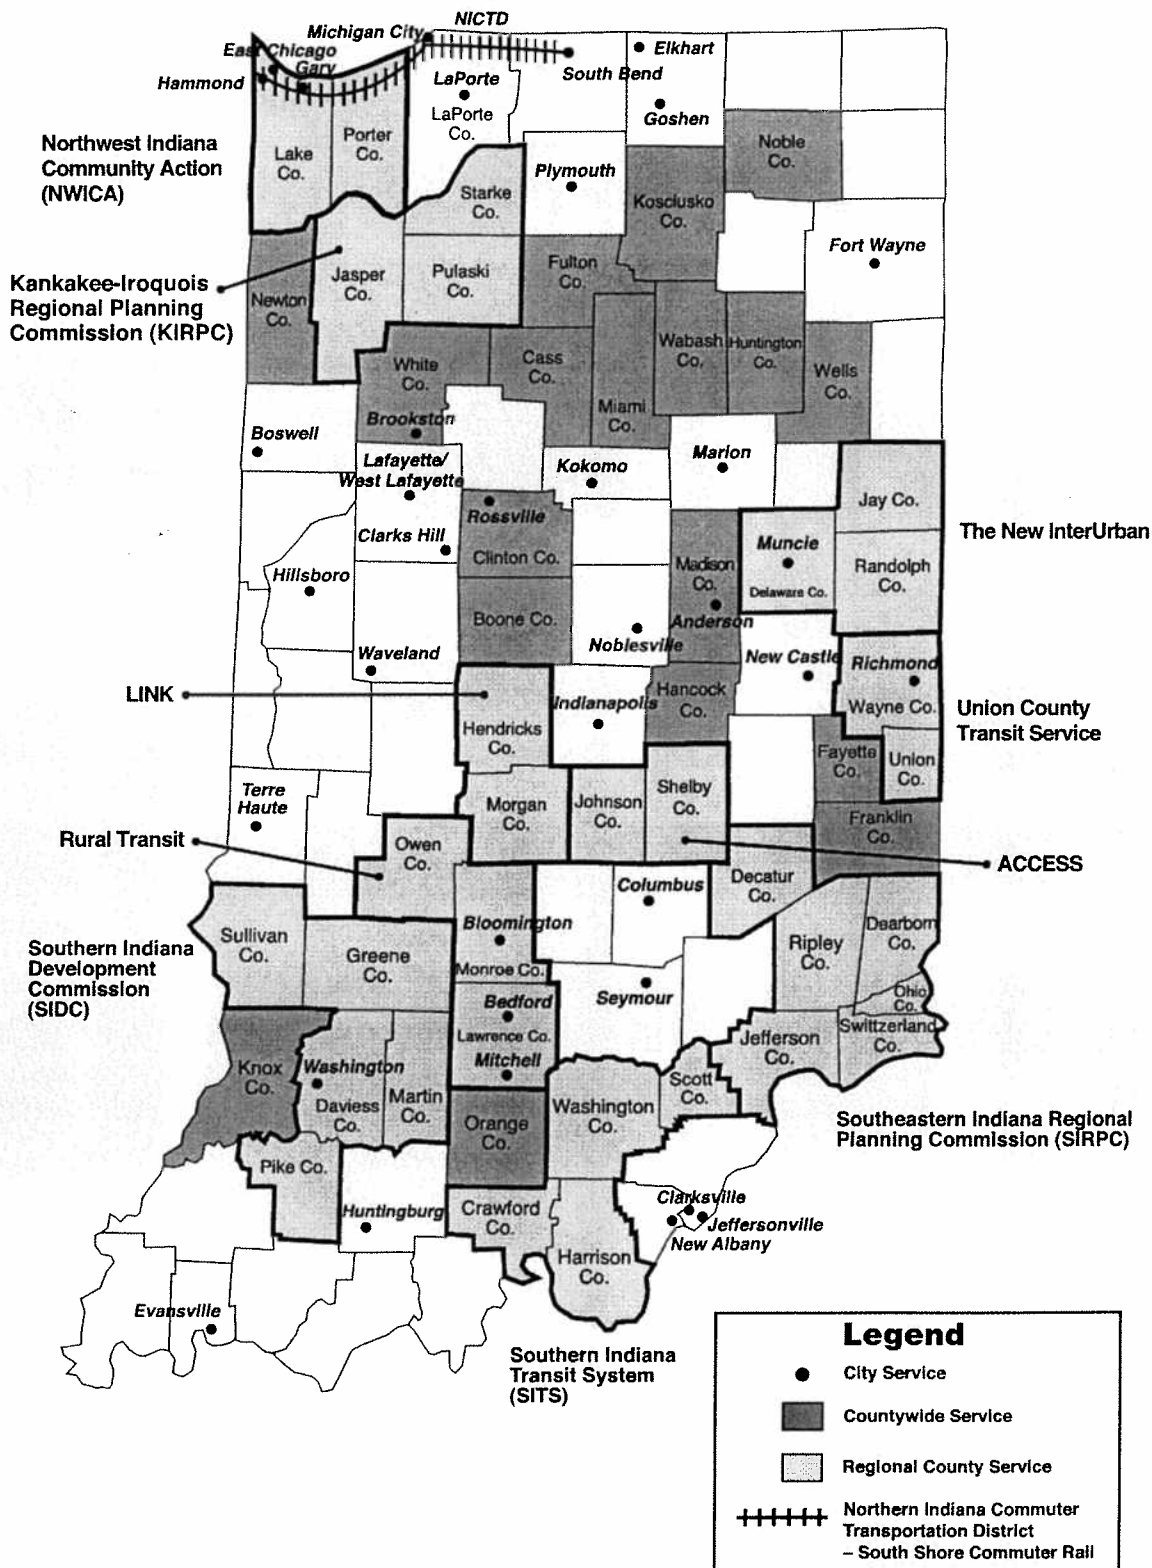 NICTD
Michigan City
East Chicago
Gary
Hammond
Elkhart
South Bend
LaPorte
LaPorte
Co.
Goshen
Northwest Indiana
Community Action
(NWICA)
Lake
Co.
Porter
Co.
Noble
Co.
Plymouth
Starke
Co.
Kosciusko
Co.
Fort Wayne
Kankakee-Iroquois
Regional Planning
Commission (KIRPC)
Newton
Co.
Jasper
Co.
Pulaski
Co.
Fulton
Co.
White
Co.
Cass
Co.
Miami
Co.
Wabash
Co.
Huntington
Co.
Wells
Co.
Brookston
Boswell
Lafayette/
West Lafayette
Kokomo
Marion
Jay Co.
Rossville
Clinton Co.
Clarks Hill
The New InterUrban
Muncie
Delaware Co.
Randolph
Co.
Madison
Co.
Anderson
Hillsboro
Boone Co.
Noblesville
Waveland
New Castle
Richmond
Wayne Co.
LINK
Hendricks
Co.
Indianapolis
Hancock
Co.
Union County
Transit Service
Fayette
Co.
Union
Co.
Terre
Haute
Morgan
Co.
Johnson
Co.
Shelby
Co.
Franklin
Co.
Rural Transit
Owen
Co.
ACCESS
Decatur
Co.
Columbus
Bloomington
Monroe Co.
Sullivan
Co.
Greene
Co.
Ripley
Co.
Dearborn
Co.
Southern Indiana
Development
Commission
(SIDC)
Seymour
Ohio
Co.
Bedford
Lawrence Co.
Mitchell
Switzerland
Co.
Jefferson
Co.
Knox
Co.
Washington
Daviess
Co.
Martin
Co.
Scott
Co.
Washington
Co.
Orange
Co.
Southeastern Indiana Regional
Planning Commission (SIRPC)
Pike Co.
Huntingburg
Crawford
Co.
Clarksville
Jeffersonville
New Albany
Harrison
Co.
Evansville
Southern Indiana
Transit System
(SITS)
Legend
City Service
Countywide Service
Regional County Service
Northern Indiana Commuter
Transportation District
– South Shore Commuter Rail